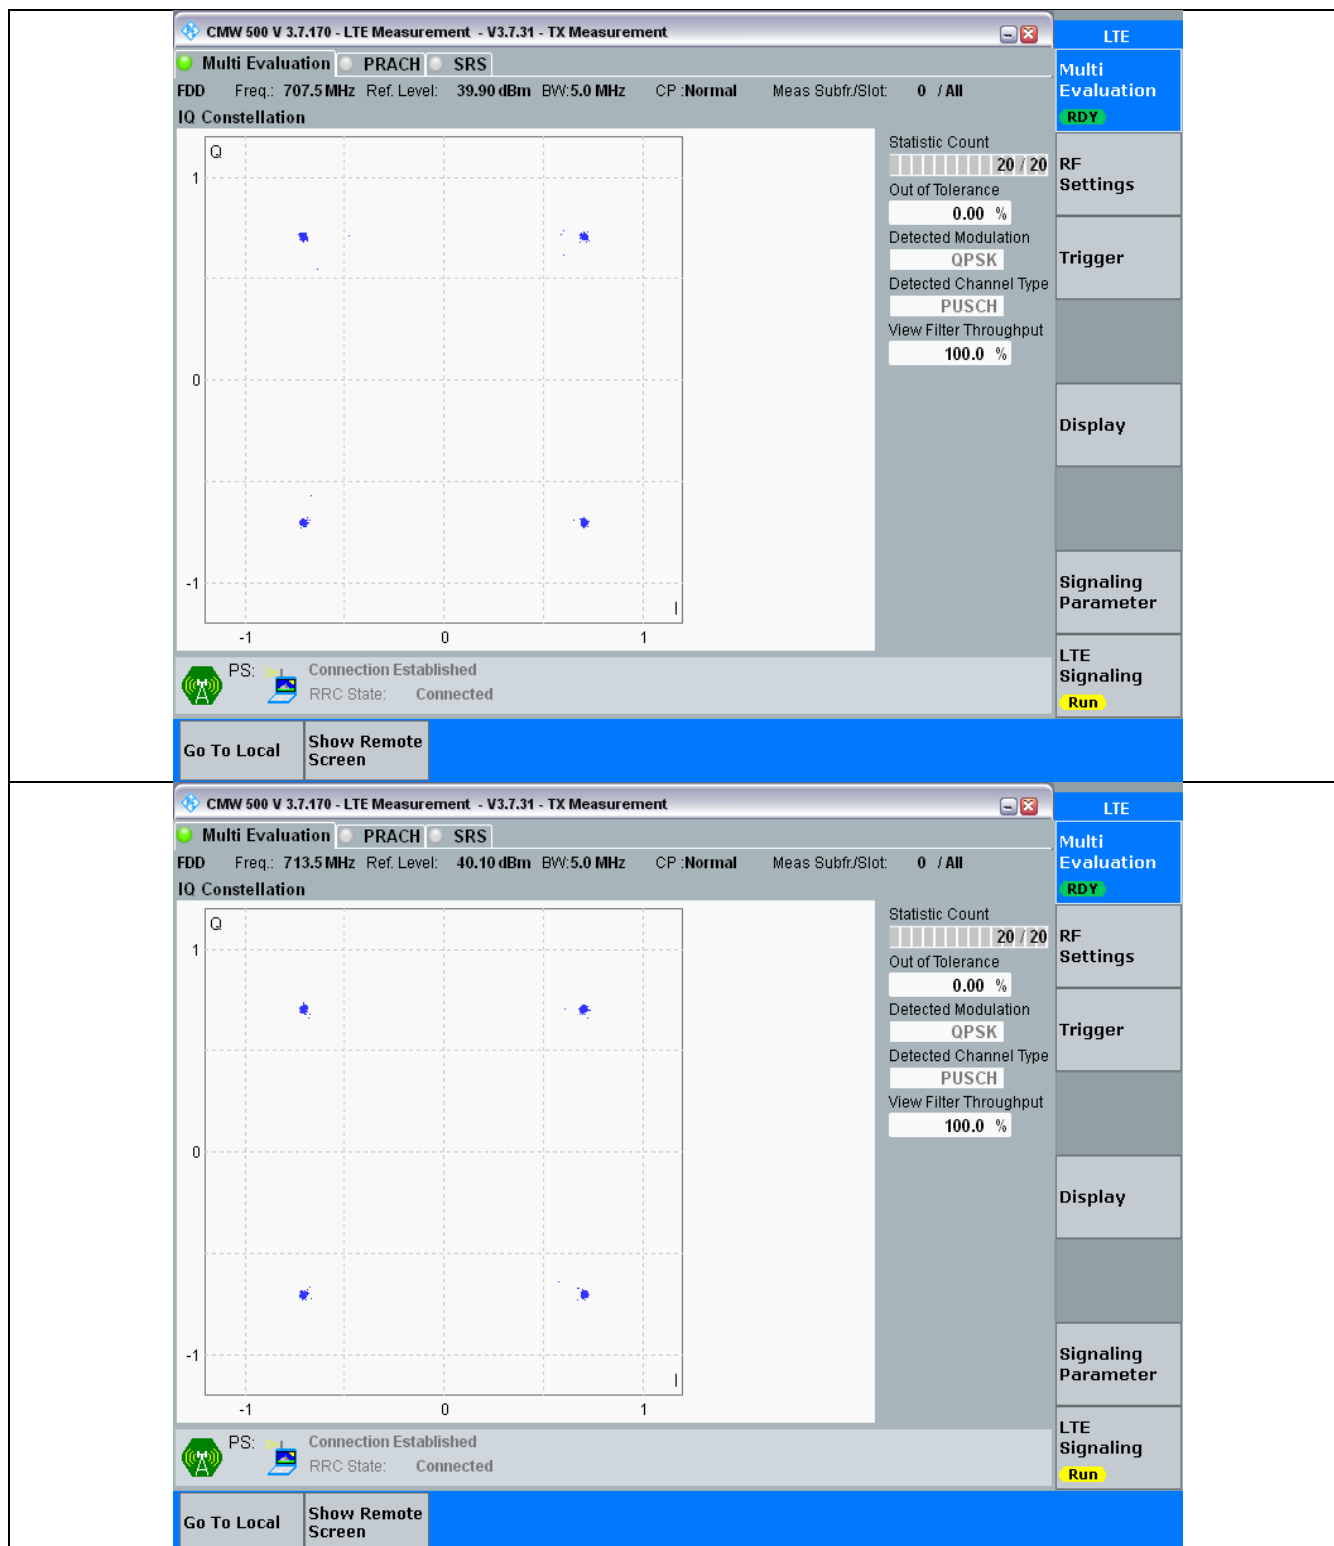 CMW 500 V 3.7.170 - LTE Measurement - V3.7.31 - TX Measurement
LTE
Multi Evaluation PRACH SRS
FDD Freq.: 707.5 MHz Ref. Level: 39.90 dBm BW: 5.0 MHz CP : Normal Meas Subfr./Slot: 0 / All
IQ Constellation
Multi
Evaluation
RDY
Q
1
0
-1
I
-1 0 1
Statistic Count
20 / 20
Out of Tolerance
0.00 %
Detected Modulation
QPSK
Detected Channel Type
PUSCH
View Filter Throughput
100.0 %
RF
Settings
Trigger
Display
Signaling
Parameter
LTE
Signaling
Run
PS: Connection Established
RRC State: Connected
Go To Local
Show Remote
Screen
CMW 500 V 3.7.170 - LTE Measurement - V3.7.31 - TX Measurement
LTE
Multi Evaluation PRACH SRS
FDD Freq.: 713.5 MHz Ref. Level: 40.10 dBm BW: 5.0 MHz CP : Normal Meas Subfr./Slot: 0 / All
IQ Constellation
Multi
Evaluation
RDY
Q
1
0
-1
I
-1 0 1
Statistic Count
20 / 20
Out of Tolerance
0.00 %
Detected Modulation
QPSK
Detected Channel Type
PUSCH
View Filter Throughput
100.0 %
RF
Settings
Trigger
Display
Signaling
Parameter
LTE
Signaling
Run
PS: Connection Established
RRC State: Connected
Go To Local
Show Remote
Screen